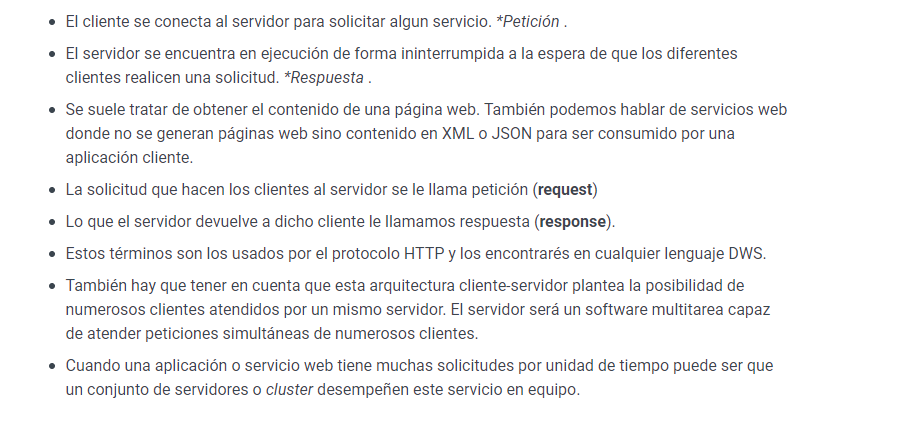 El cliente se conecta al servidor para solicitar algun servicio. *Petición .
El servidor se encuentra en ejecución de forma ininterrumpida a la espera de que los diferentes
clientes realicen una solicitud. *Respuesta .
Se suele tratar de obtener el contenido de una página web. También podemos hablar de servicios web
donde no se generan páginas web sino contenido en XML o JSON para ser consumido por una
aplicación cliente.
La solicitud que hacen los clientes al servidor se le llama petición (request)
Lo que el servidor devuelve a dicho cliente le llamamos respuesta (response).
Estos términos son los usados por el protocolo HTTP y los encontrarés en cualquier lenguaje DWS.
También hay que tener en cuenta que esta arquitectura cliente-servidor plantea la posibilidad de
numerosos clientes atendidos por un mismo servidor. El servidor será un software multitarea capaz
de atender peticiones simultáneas de numerosos clientes.
Cuando una aplicación o servicio web tiene muchas solicitudes por unidad de tiempo puede ser que
un conjunto de servidores o cluster desempeñen este servicio en equipo.